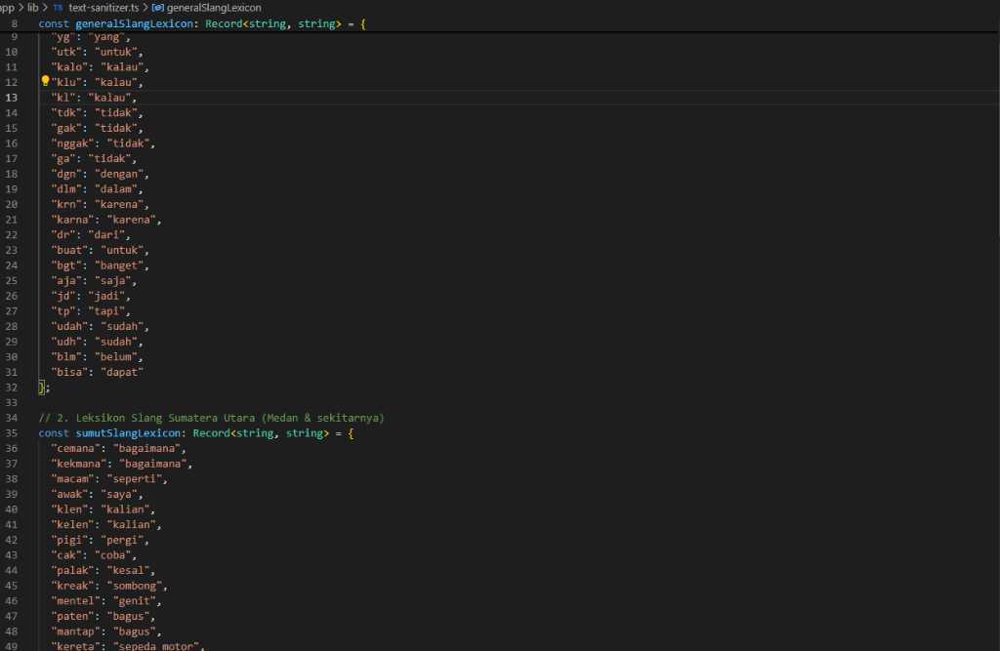 app > lib > TS text-sanitizer.ts > generalSlangLexicon
8 const generalSlangLexicon: Record<string, string> = {
9 "yg": "yang",
10 "utk": "untuk",
11 "kalo": "kalau",
12 "klu": "kalau",
13 "kl": "kalau",
14 "tdk": "tidak",
15 "gak": "tidak",
16 "nggak": "tidak",
17 "ga": "tidak",
18 "dgn": "dengan",
19 "dlm": "dalam",
20 "krn": "karena",
21 "karna": "karena",
22 "dr": "dari",
23 "buat": "untuk",
24 "bgt": "banget",
25 "aja": "saja",
26 "jd": "jadi",
27 "tp": "tapi",
28 "udah": "sudah",
29 "udh": "sudah",
30 "blm": "belum",
31 "bisa": "dapat"
32 };
33
34 // 2. Leksikon Slang Sumatera Utara (Medan & sekitarnya)
35 const sumutSlangLexicon: Record<string, string> = {
36 "cemana": "bagaimana",
37 "kekmana": "bagaimana",
38 "macam": "seperti",
39 "awak": "saya",
40 "klen": "kalian",
41 "kelen": "kalian",
42 "pigi": "pergi",
43 "cak": "coba",
44 "palak": "kesal",
45 "kreak": "sombong",
46 "mentel": "genit",
47 "paten": "bagus",
48 "mantap": "bagus",
49 "kereta": "sepeda motor",